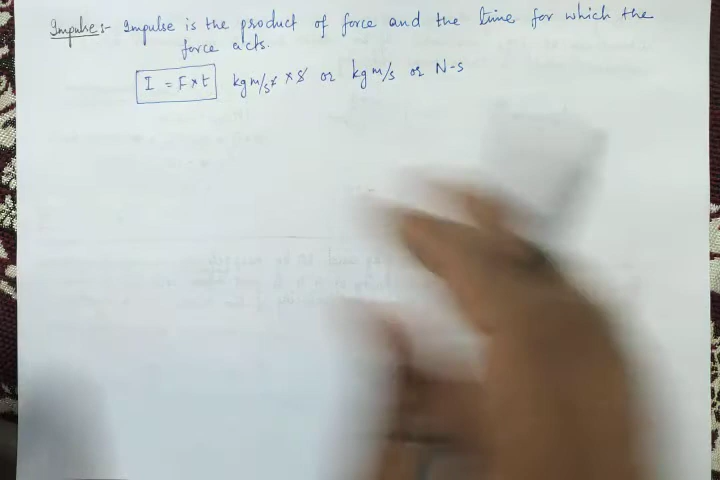 Impulse:- Impulse is the product of force and the time for which the
force acts.
I = F×t kgm/s² × s or kgm/s or N-s